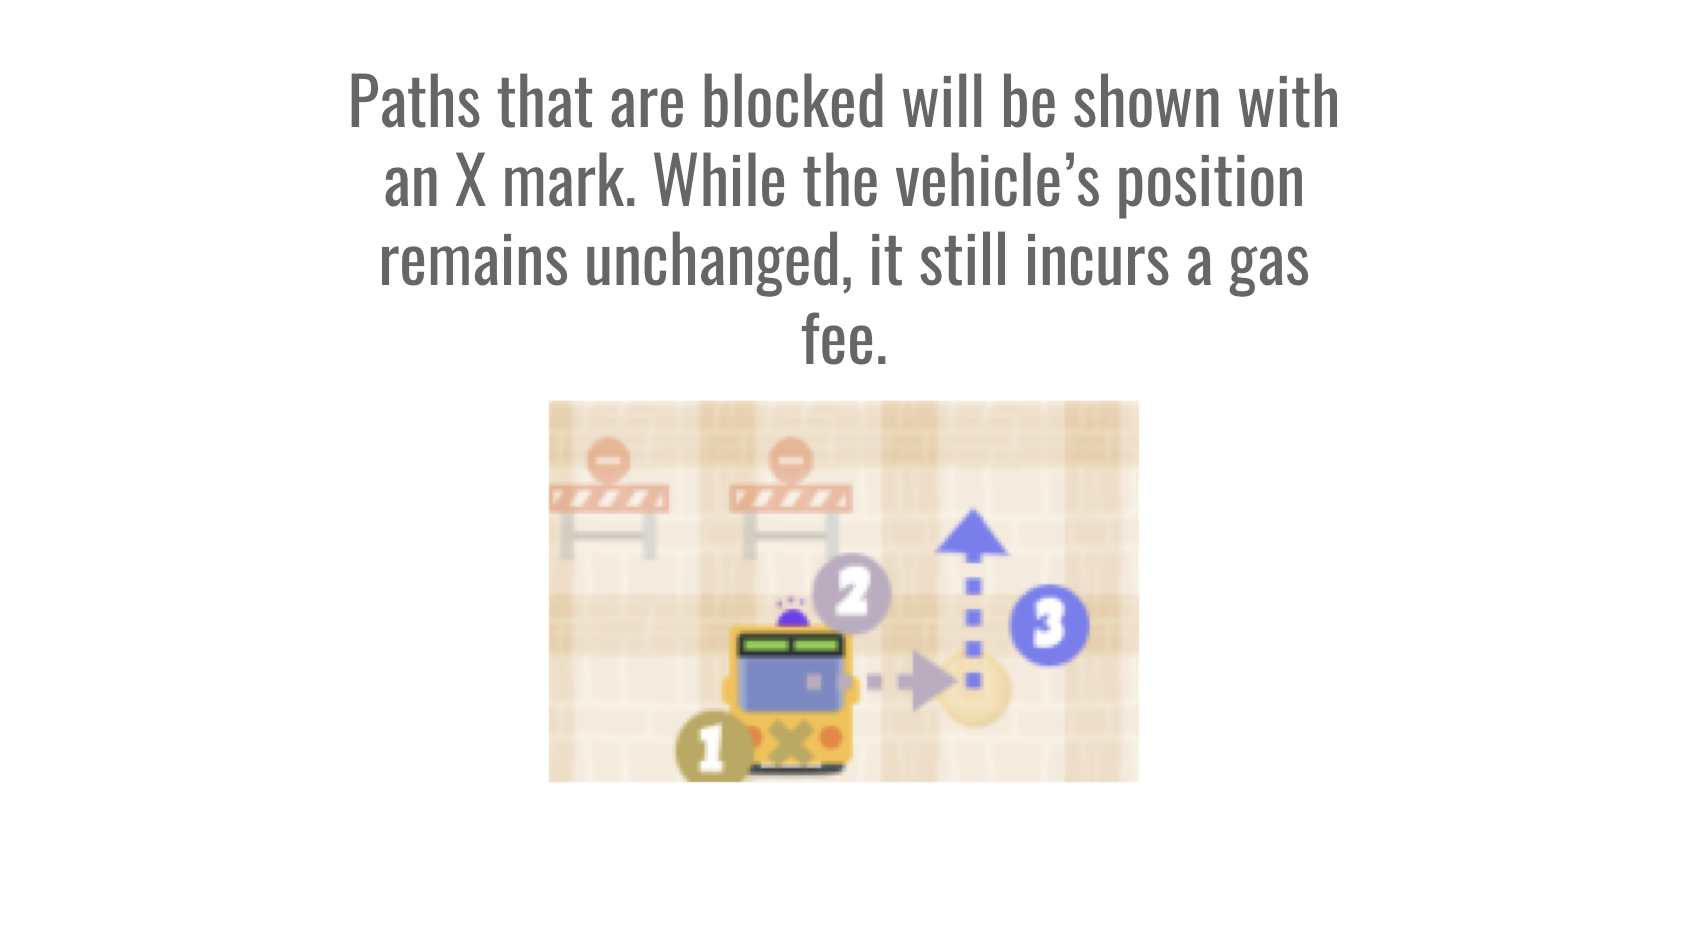 Paths that are blocked will be shown with
an X mark. While the vehicle’s position
remains unchanged, it still incurs a gas
fee.
2
3
1